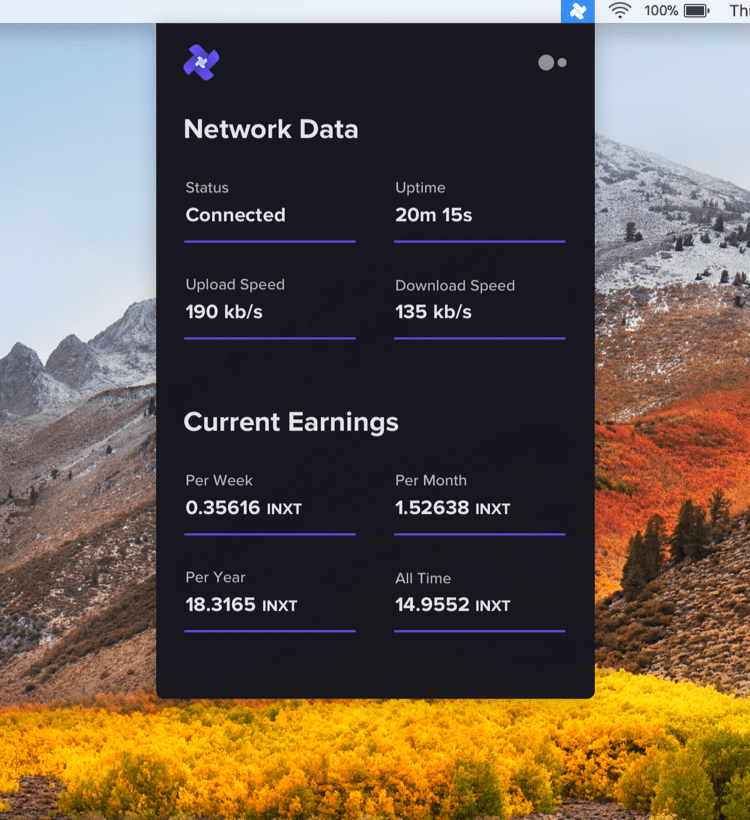 100% Th
Network Data
Status Uptime
Connected 20m 15s
Upload Speed Download Speed
190 kb/s 135 kb/s
Current Earnings
Per Week Per Month
0.35616 INXT 1.52638 INXT
Per Year All Time
18.3165 INXT 14.9552 INXT